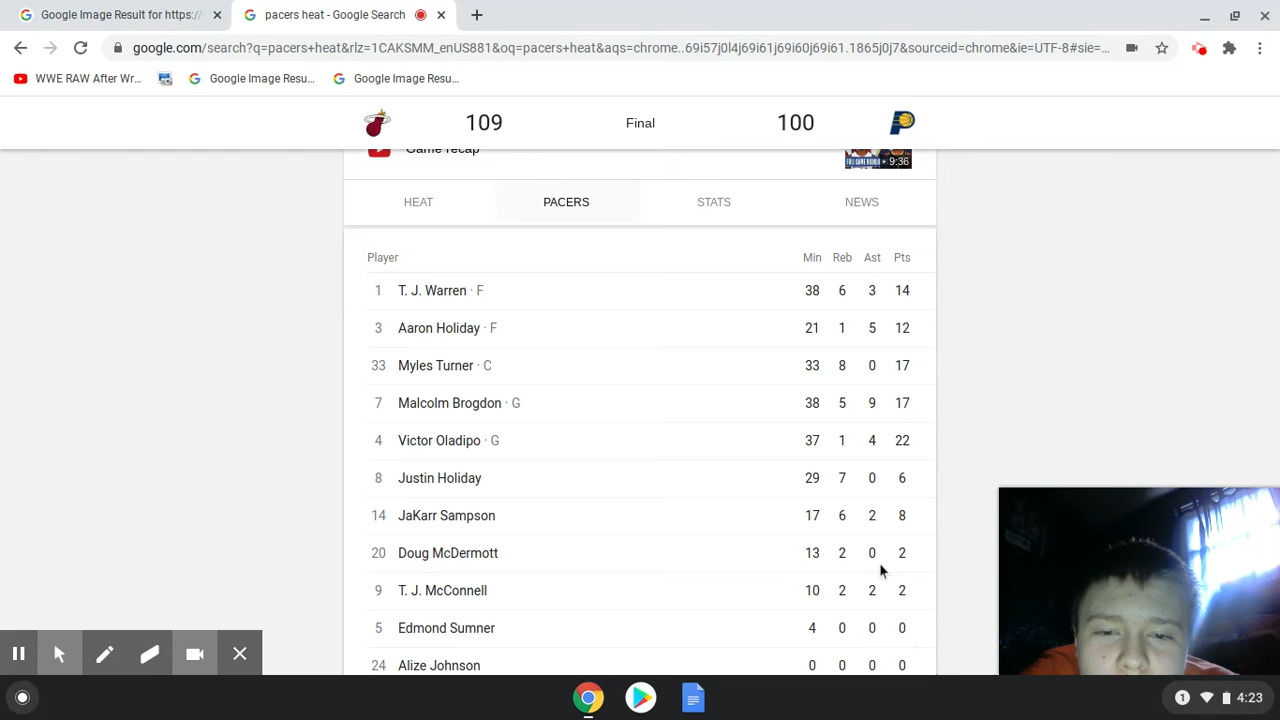 Google Image Result for https://
pacers heat - Google Search
google.com/search?q=pacers+heat&rlz=1CAKSMM_enUS881&oq=pacers+heat&aqs=chrome..69i57j0l4j69i61j69i60j69i61.1865j0j7&sourceid=chrome&ie=UTF-8#sie=...
WWE RAW After Wr... Google Image Resu... Google Image Resu...
109 Final 100
Game recap
9:36
HEAT PACERS STATS NEWS
Player Min Reb Ast Pts
1 T. J. Warren · F 38 6 3 14
3 Aaron Holiday · F 21 1 5 12
33 Myles Turner · C 33 8 0 17
7 Malcolm Brogdon · G 38 5 9 17
4 Victor Oladipo · G 37 1 4 22
8 Justin Holiday 29 7 0 6
14 JaKarr Sampson 17 6 2 8
20 Doug McDermott 13 2 0 2
9 T. J. McConnell 10 2 2 2
5 Edmond Sumner 4 0 0 0
24 Alize Johnson 0 0 0 0
1 4:23